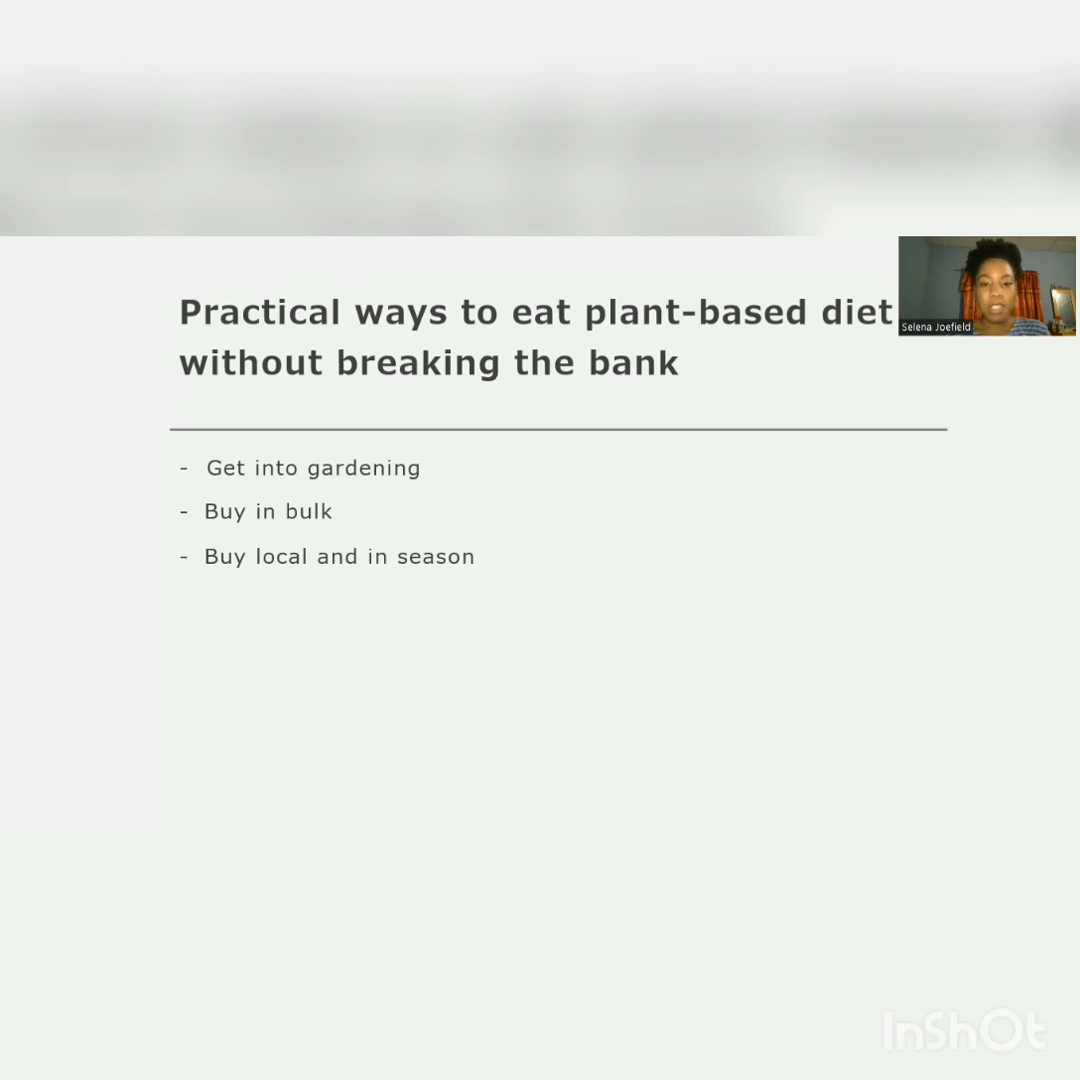 Practical ways to eat plant-based diet
without breaking the bank
Selena Joefield
- Get into gardening
- Buy in bulk
- Buy local and in season
InShOt